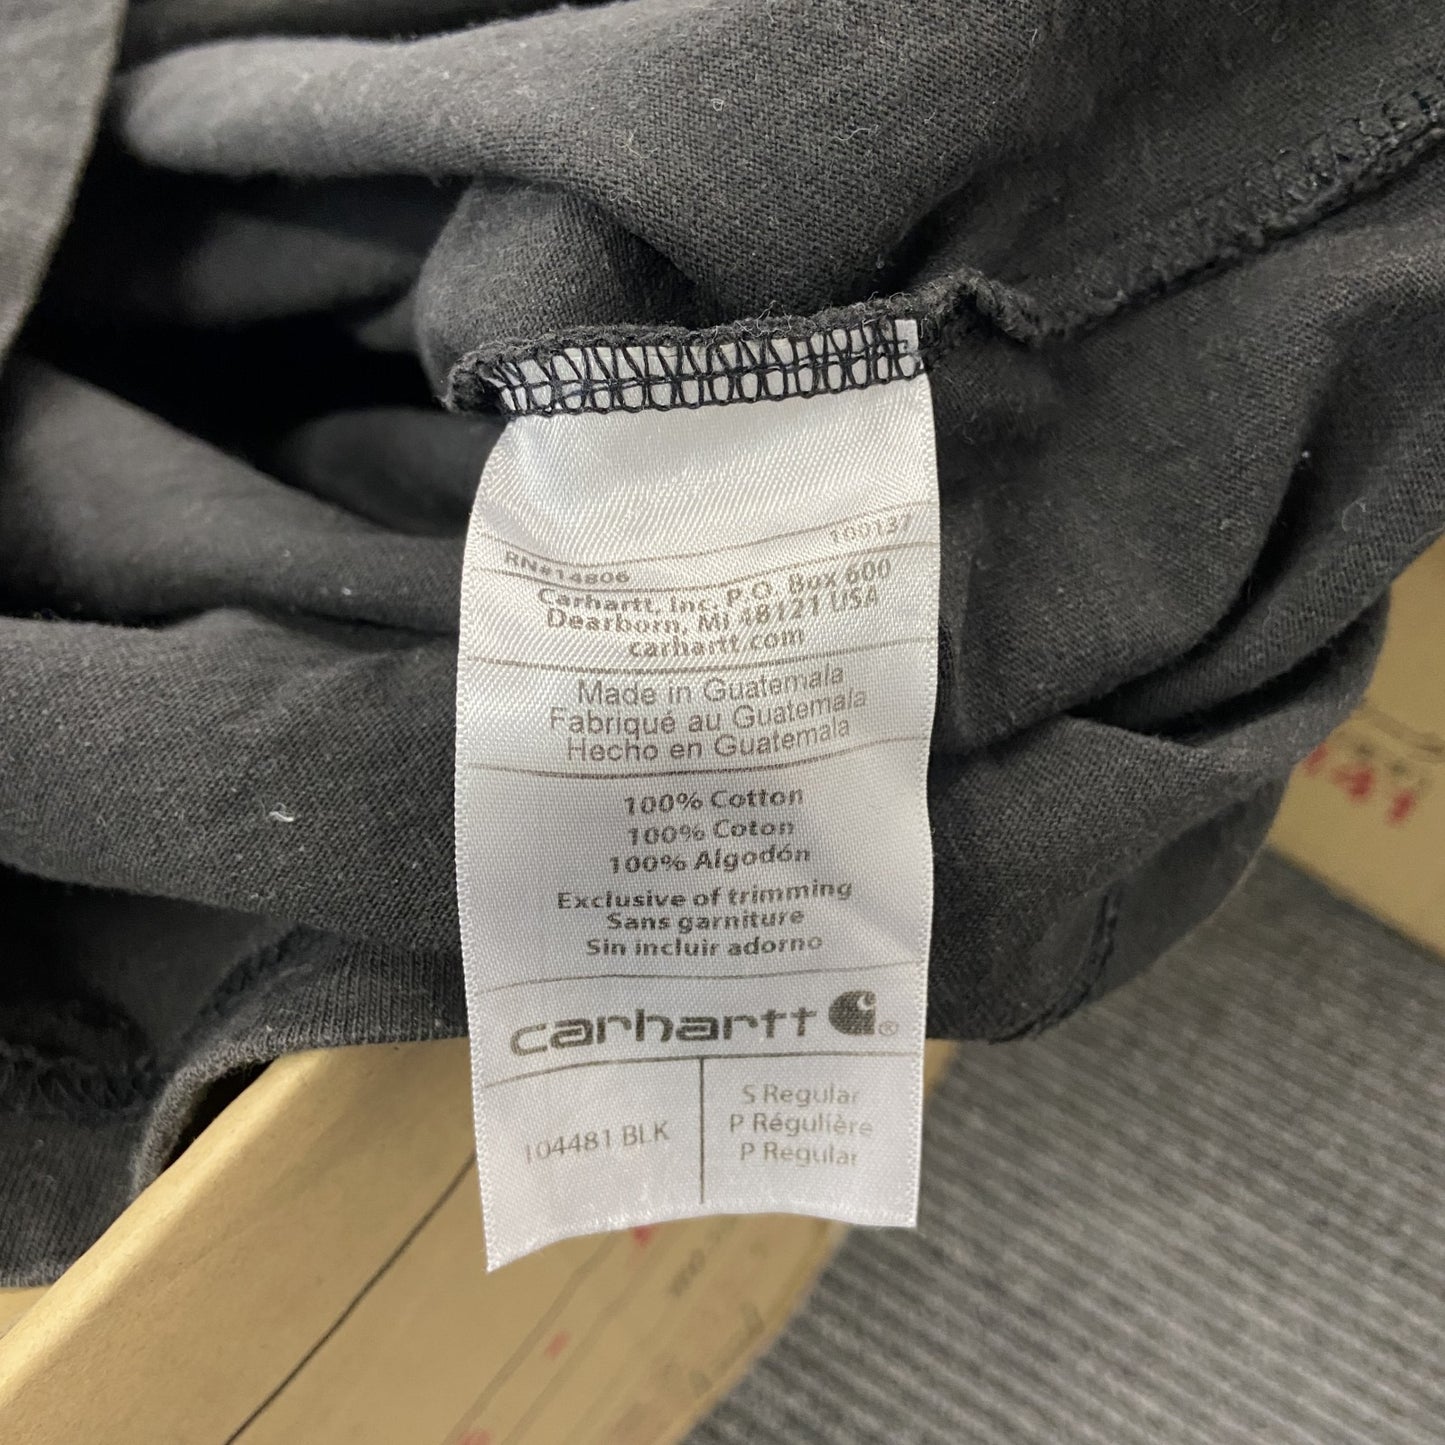 RN#14806 100137
Carhartt, Inc. P.O. Box 600
Dearborn, MI 48121 USA
carhartt.com
Made in Guatemala
Fabriqué au Guatemala
Hecho en Guatemala
100% Cotton
100% Coton
100% Algodón
Exclusive of trimming
Sans garniture
Sin incluir adorno
carhartt ®
104481 BLK
S Regular
P Régulière
P Regular
41